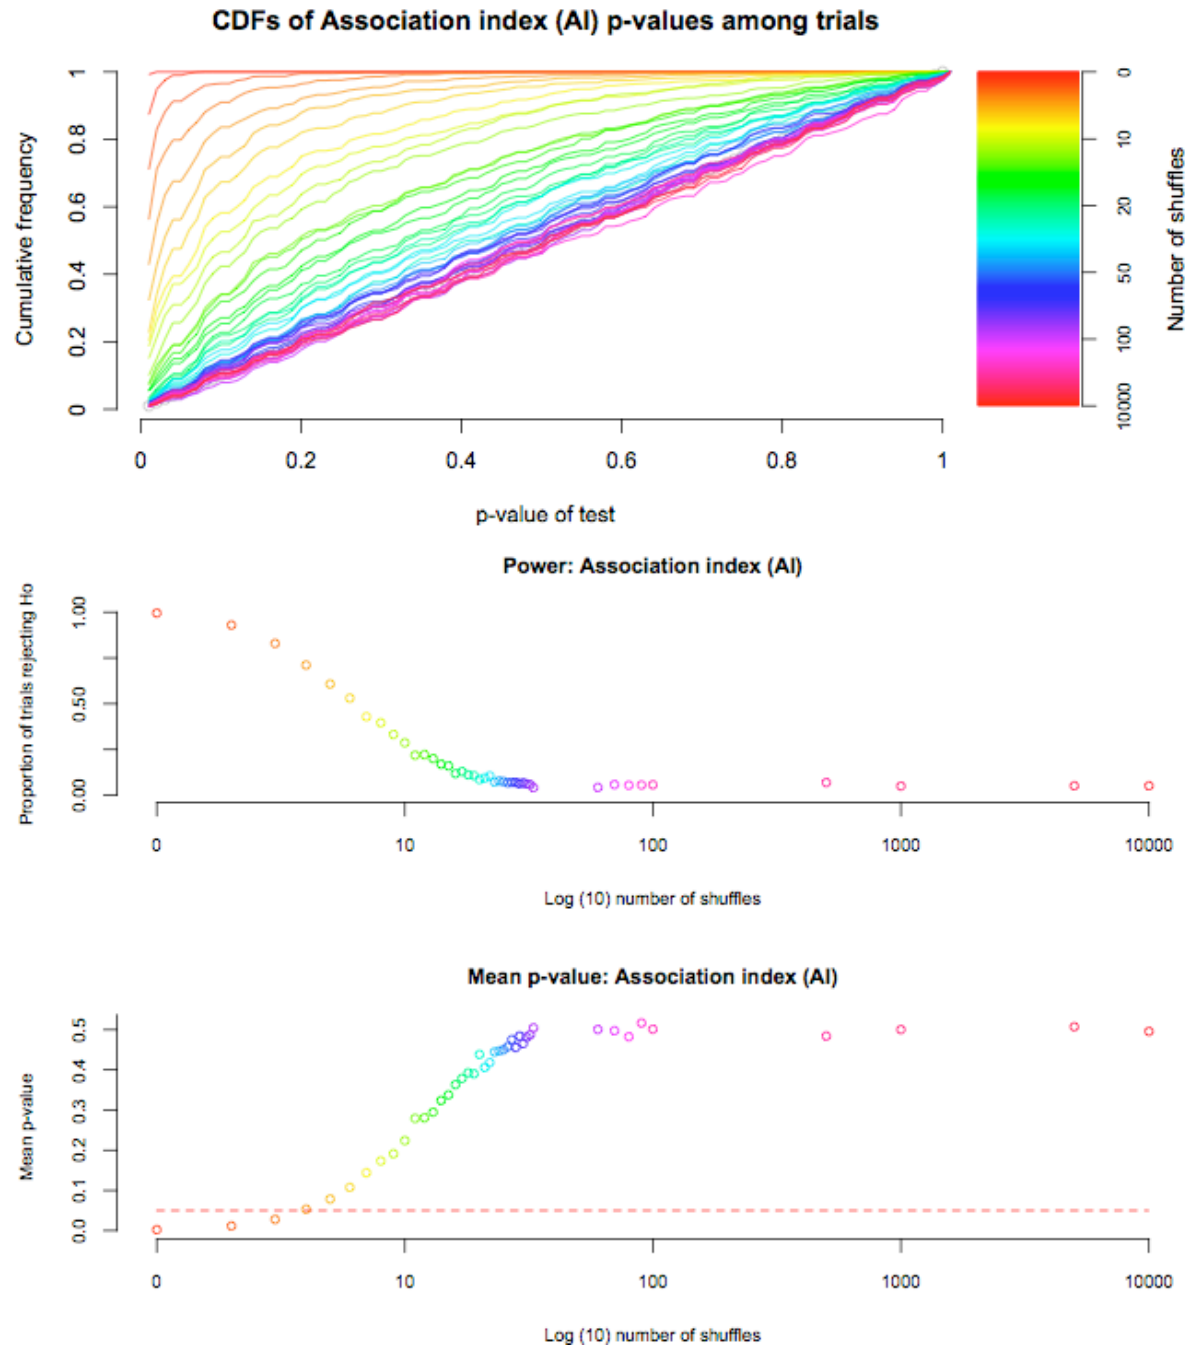 CDFs of Association index (AI) p-values among trials
Cumulative frequency
1
0.8
0.6
0.4
0.2
0
0 0.2 0.4 0.6 0.8 1
p-value of test
0
10
20
50
100
10000
Number of shuffles
Power: Association index (AI)
Proportion of trials rejecting Ho
1.00
0.50
0.00
0 10 100 1000 10000
Log (10) number of shuffles
Mean p-value: Association index (AI)
Mean p-value
0.5
0.4
0.3
0.2
0.1
0.0
0 10 100 1000 10000
Log (10) number of shuffles